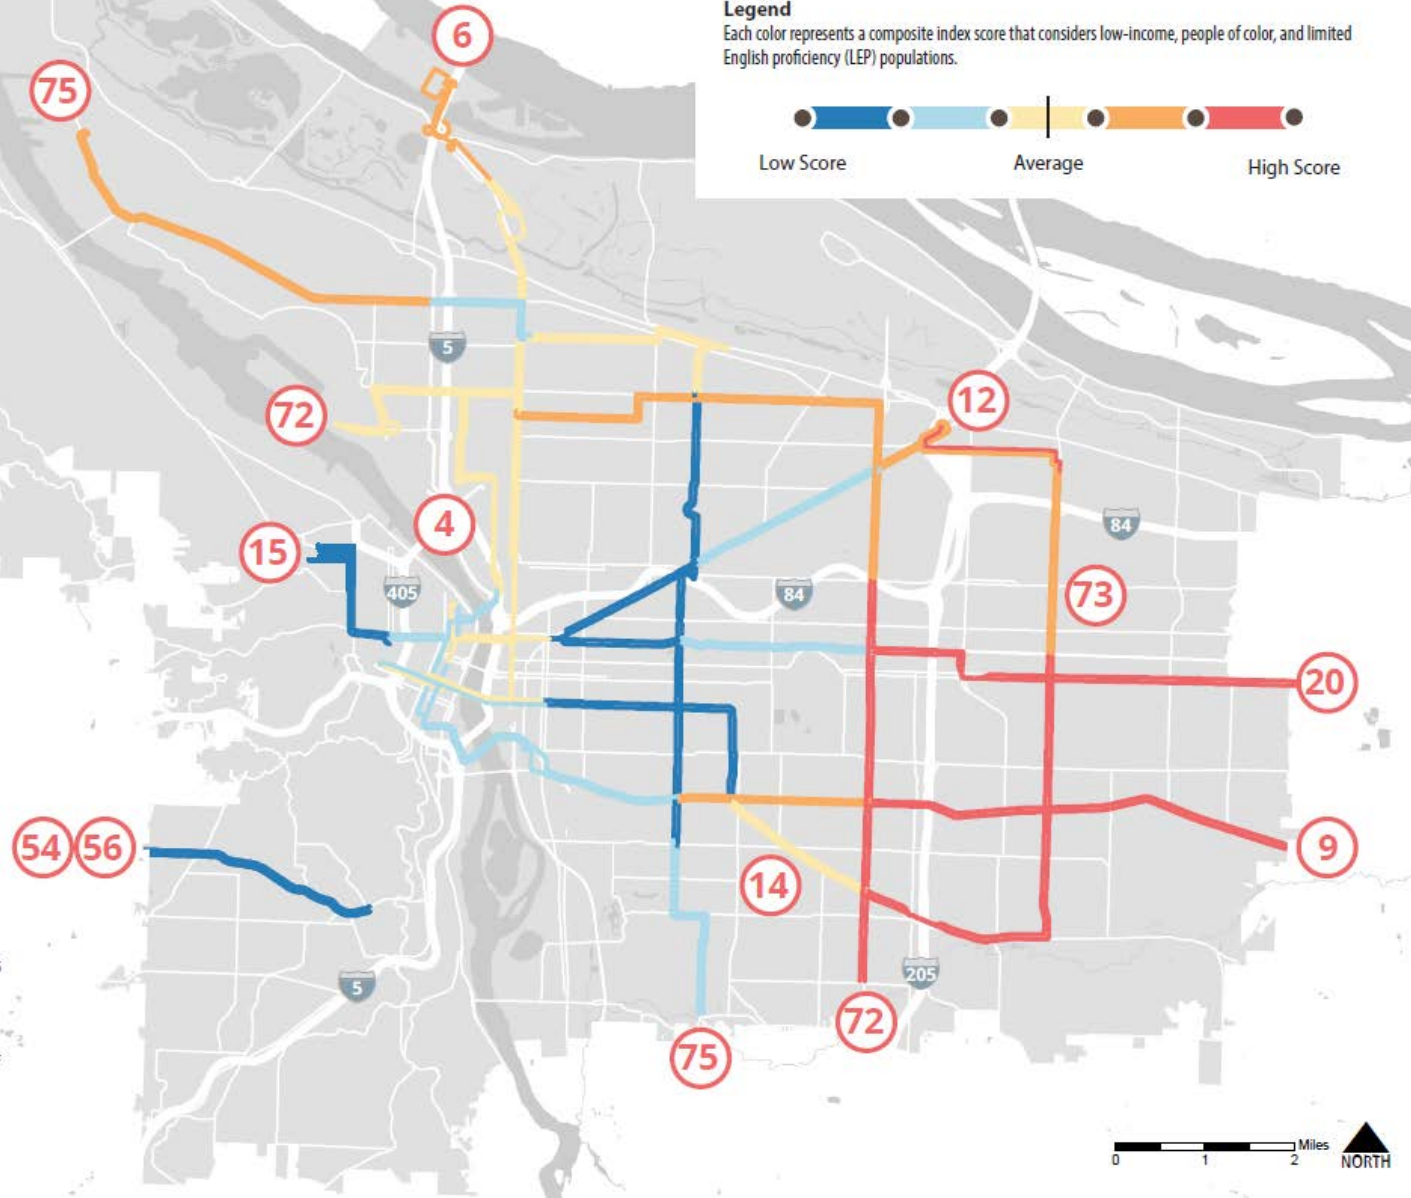 Legend
Each color represents a composite index score that considers low-income, people of color, and limited
English proficiency (LEP) populations.
Low Score
Average
High Score
6
75
5
72
12
4
15
405
84
84
73
20
54
56
14
9
5
205
72
75
Miles
0
1
2
NORTH